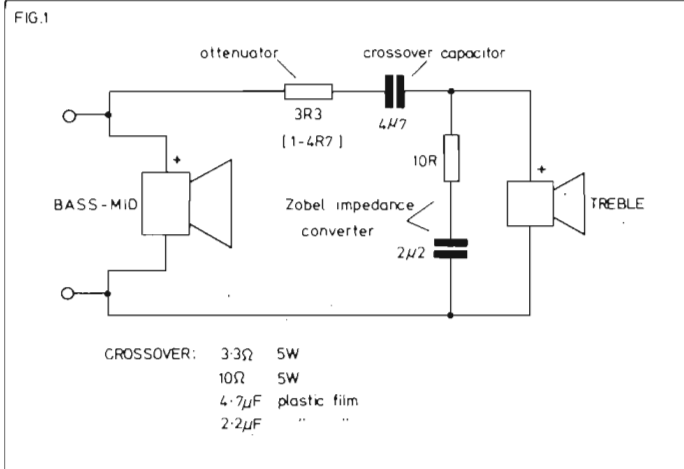 FIG.1
attenuator
crossover capacitor
3R3
[1-4R7]
4µ7
10R
+
+
BASS-MID
Zobel impedance
converter
2µ2
TREBLE
CROSSOVER: 3·3Ω 5W
10Ω 5W
4·7µF plastic film
2·2µF " "